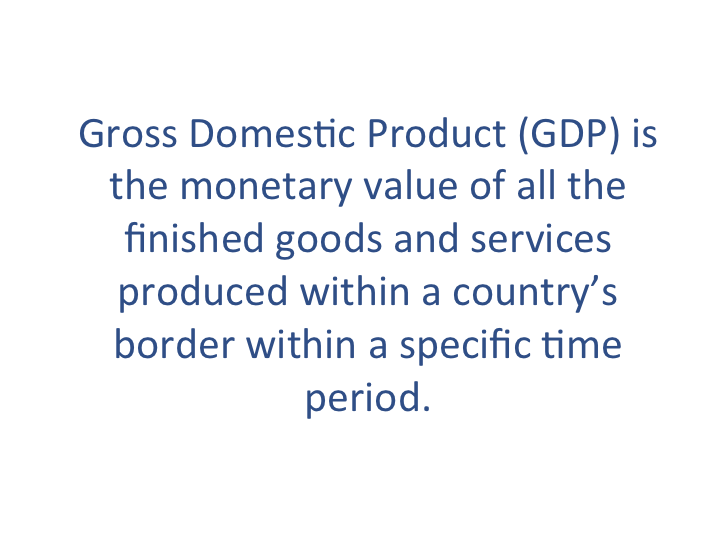 Gross Domestic Product (GDP) is
the monetary value of all the
finished goods and services
produced within a country’s
border within a specific time
period.